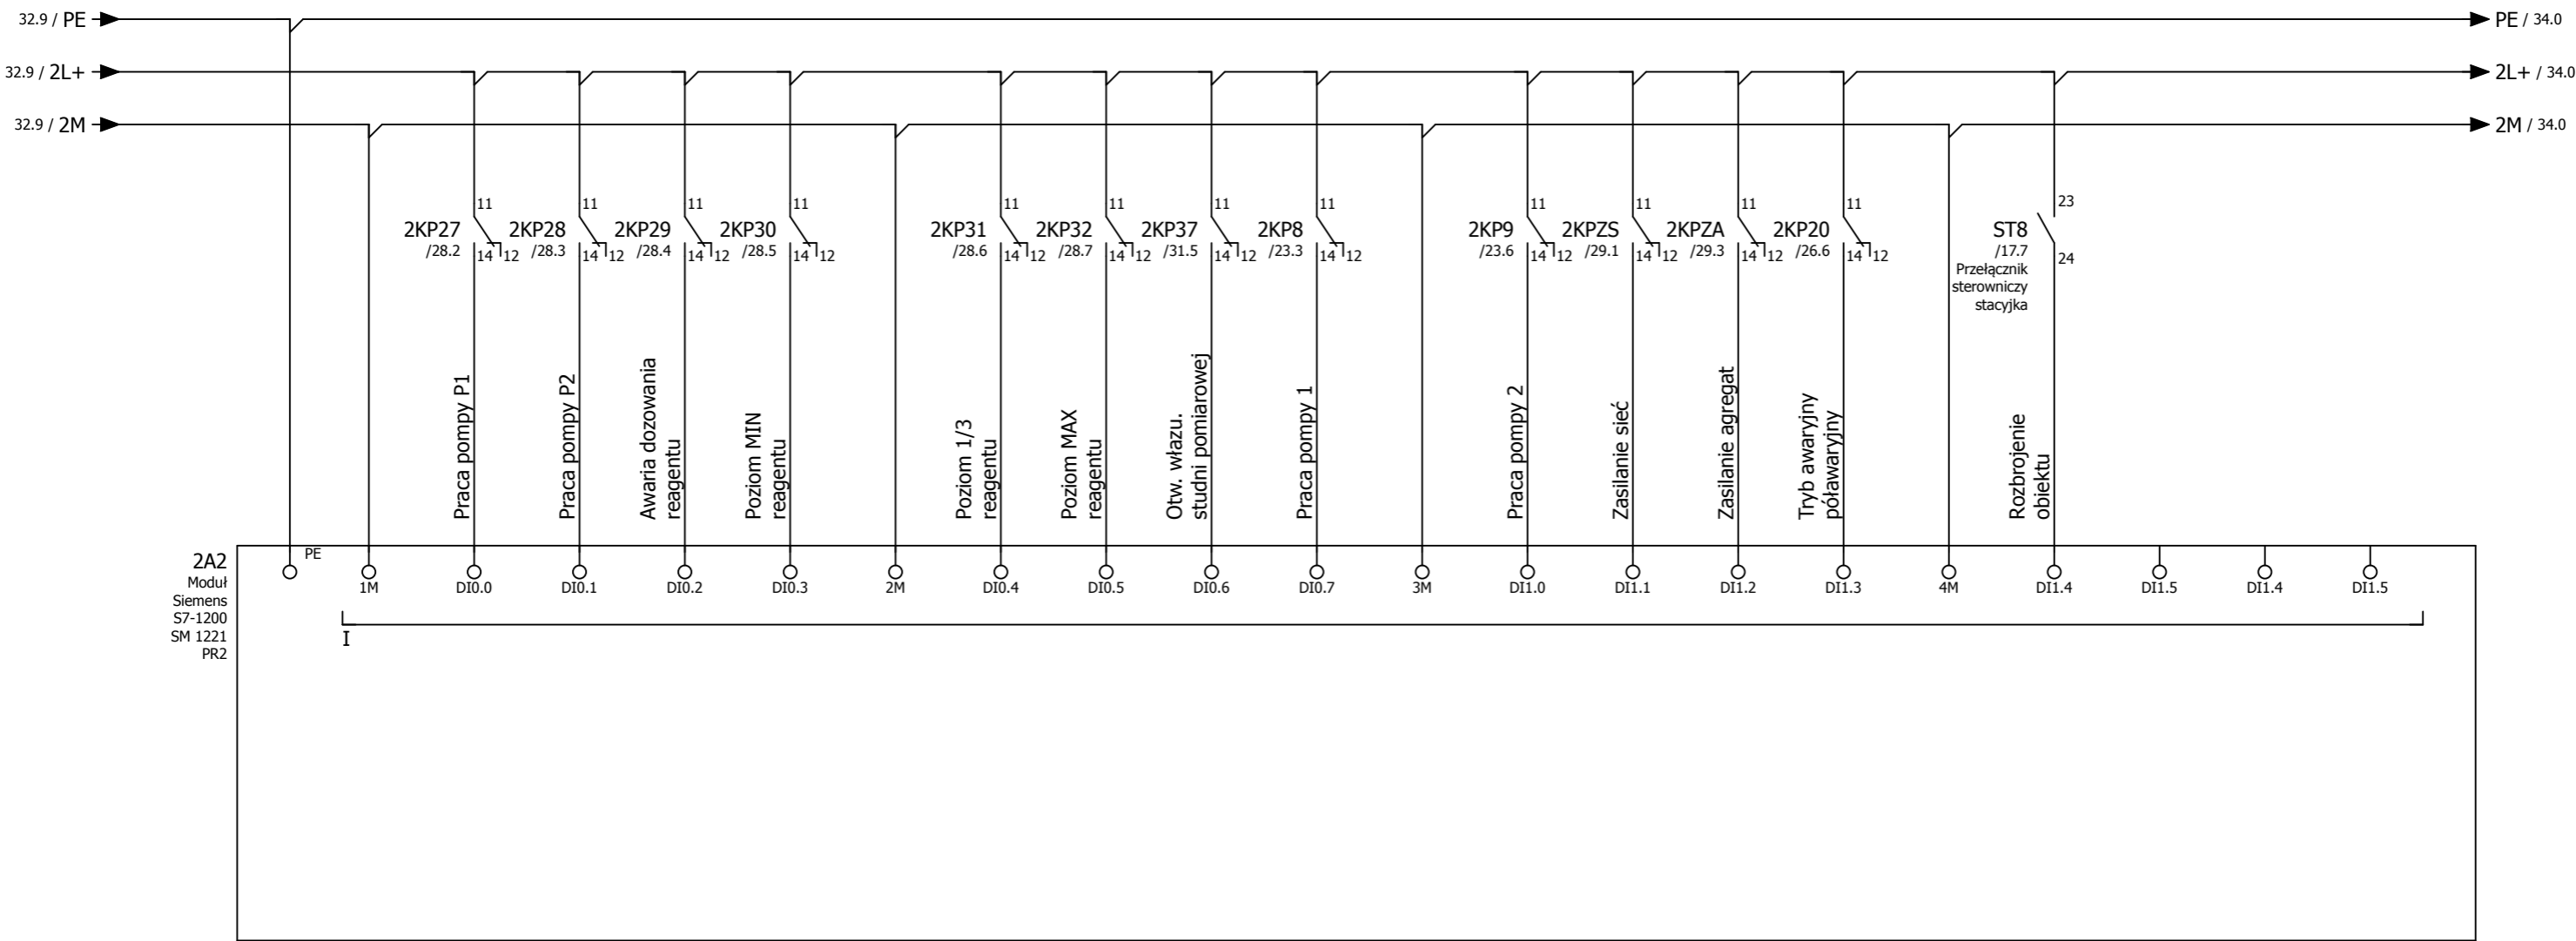 32.9 / PE
PE / 34.0
32.9 / 2L+
2L+ / 34.0
32.9 / 2M
2M / 34.0
11
2KP27
/28.2
14
12
11
2KP28
/28.3
14
12
11
2KP29
/28.4
14
12
11
2KP30
/28.5
14
12
11
2KP31
/28.6
14
12
11
2KP32
/28.7
14
12
11
2KP37
/31.5
14
12
11
2KP8
/23.3
14
12
11
2KP9
/23.6
14
12
11
2KPZS
/29.1
14
12
11
2KPZA
/29.3
14
12
11
2KP20
/26.6
14
12
23
ST8
/17.7
24
Przełącznik
sterowniczy
stacyjka
Praca pompy P1
Praca pompy P2
Awaria dozowania
reagentu
Poziom MIN
reagentu
Poziom 1/3
reagentu
Poziom MAX
reagentu
Otw. włazu.
studni pomiarowej
Praca pompy 1
Praca pompy 2
Zasilanie sieć
Zasilanie agregat
Tryb awaryjny
póławaryjny
Rozbrojenie
obiektu
2A2
Moduł
Siemens
S7-1200
SM 1221
PR2
PE
1M
DI0.0
DI0.1
DI0.2
DI0.3
2M
DI0.4
DI0.5
DI0.6
DI0.7
3M
DI1.0
DI1.1
DI1.2
DI1.3
4M
DI1.4
DI1.5
DI1.4
DI1.5
I